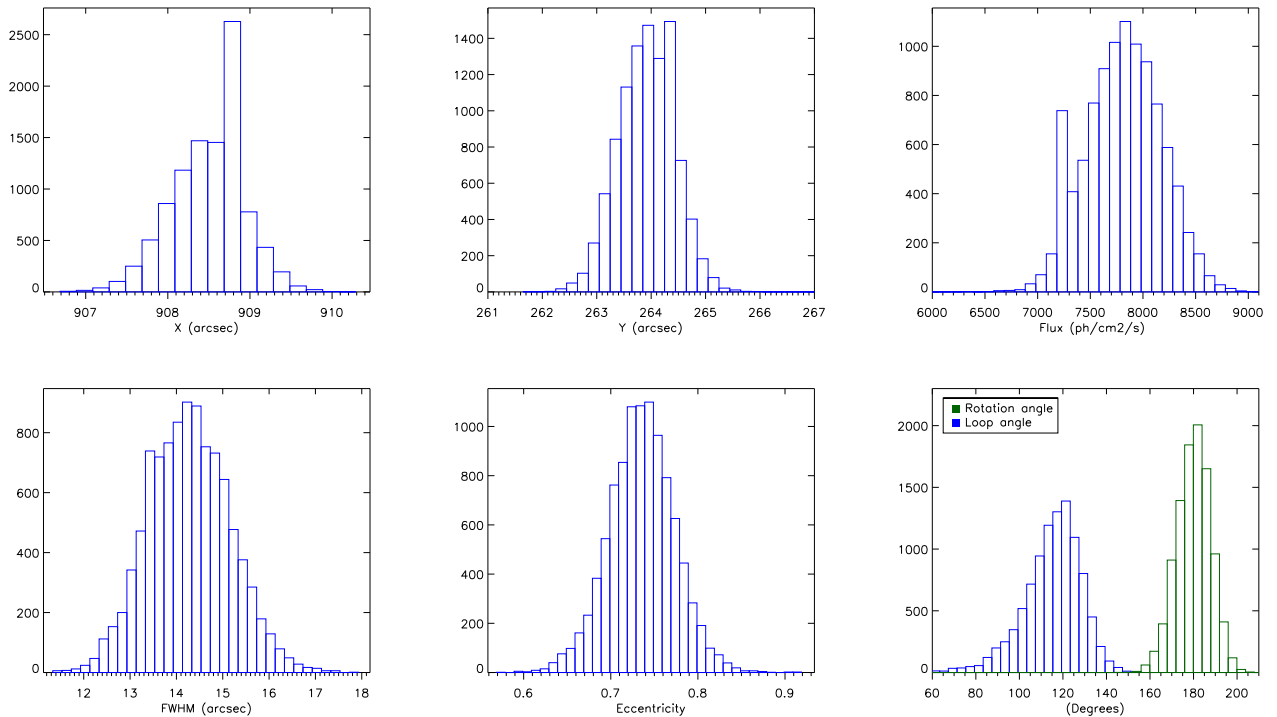 2500
2000
1500
1000
500
0
907 908 909 910
X (arcsec)
1400
1200
1000
800
600
400
200
0
261 262 263 264 265 266 267
Y (arcsec)
1000
800
600
400
200
0
6000 6500 7000 7500 8000 8500 9000
Flux (ph/cm2/s)
800
600
400
200
0
12 13 14 15 16 17 18
FWHM (arcsec)
1000
800
600
400
200
0
0.6 0.7 0.8 0.9
Eccentricity
Rotation angle
Loop angle
2000
1500
1000
500
0
60 80 100 120 140 160 180 200
(Degrees)